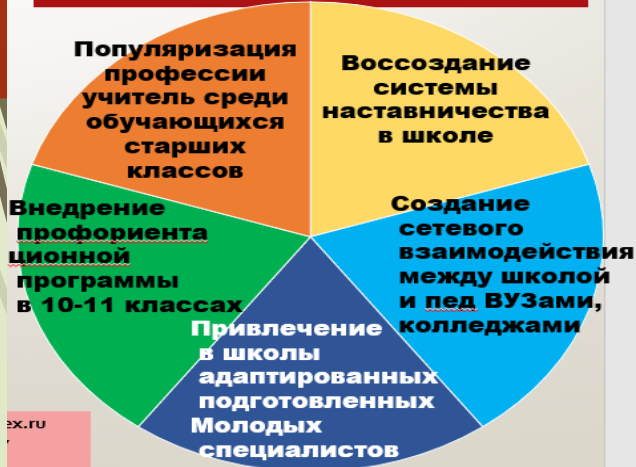 Популяризация
профессии
учитель среди
обучающихся
старших
классов
Воссоздание
системы
наставничества
в школе
Создание
сетевого
взаимодействия
между школой
и пед ВУЗами,
колледжами
Привлечение
в школы
адаптированных
подготовленных
Молодых
специалистов
Внедрение
профориента
ционной
программы
в 10-11 классах
ex.ru